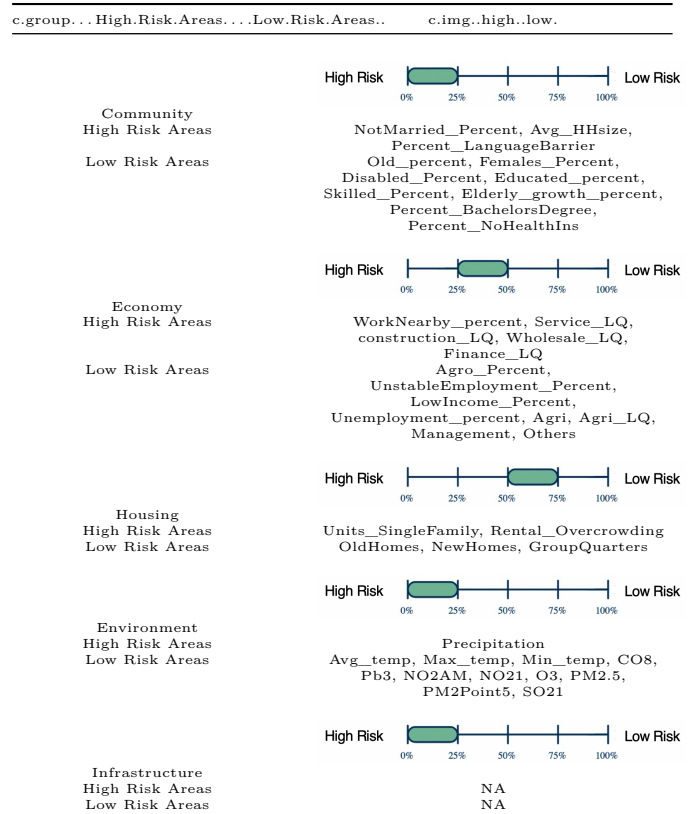 c.group...High.Risk.Areas....Low.Risk.Areas.. c.img..high..low.
High Risk Low Risk
0% 25% 50% 75% 100%
Community
High Risk Areas NotMarried_Percent, Avg_HHsize,
Percent_LanguageBarrier
Low Risk Areas Old_percent, Females_Percent,
Disabled_Percent, Educated_percent,
Skilled_Percent, Elderly_growth_percent,
Percent_BachelorsDegree,
Percent_NoHealthIns
High Risk Low Risk
0% 25% 50% 75% 100%
Economy
High Risk Areas WorkNearby_percent, Service_LQ,
construction_LQ, Wholesale_LQ,
Finance_LQ
Low Risk Areas Agro_Percent,
UnstableEmployment_Percent,
LowIncome_Percent,
Unemployment_percent, Agri, Agri_LQ,
Management, Others
High Risk Low Risk
0% 25% 50% 75% 100%
Housing
High Risk Areas Units_SingleFamily, Rental_Overcrowding
Low Risk Areas OldHomes, NewHomes, GroupQuarters
High Risk Low Risk
0% 25% 50% 75% 100%
Environment
High Risk Areas Precipitation
Low Risk Areas Avg_temp, Max_temp, Min_temp, CO8,
Pb3, NO2AM, NO21, O3, PM2.5,
PM2Point5, SO21
High Risk Low Risk
0% 25% 50% 75% 100%
Infrastructure
High Risk Areas NA
Low Risk Areas NA